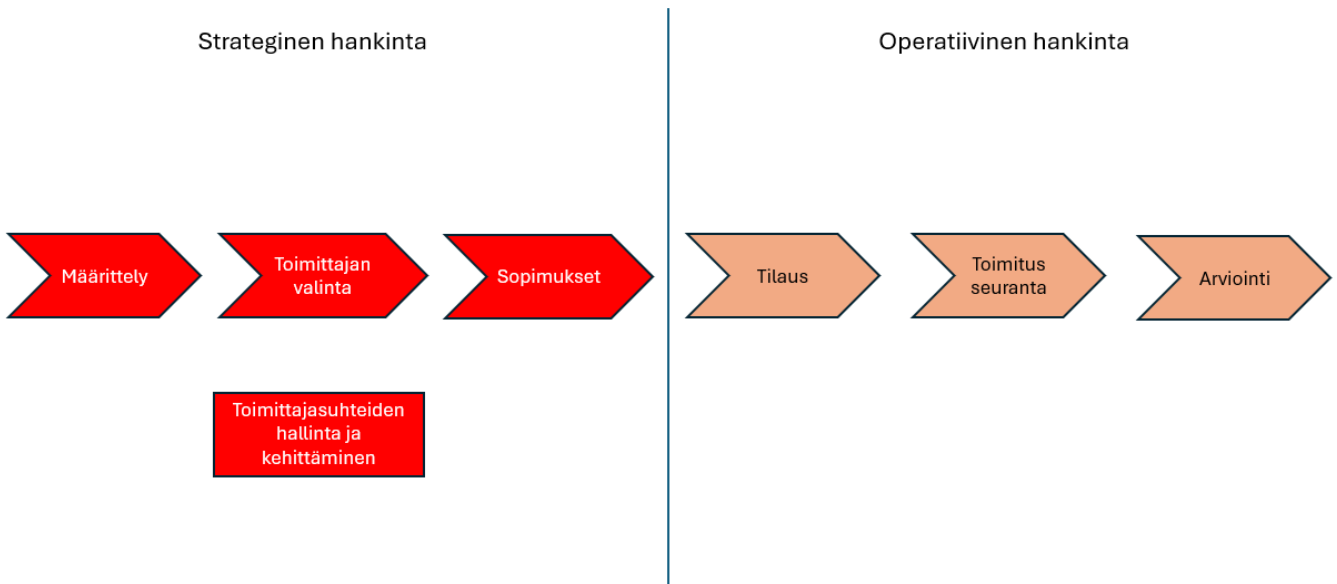 Strateginen hankinta
Operatiivinen hankinta
Määrittely
Toimittajan
valinta
Sopimukset
Tilaus
Toimitus
seuranta
Arviointi
Toimittajasuhteiden
hallinta ja
kehittäminen